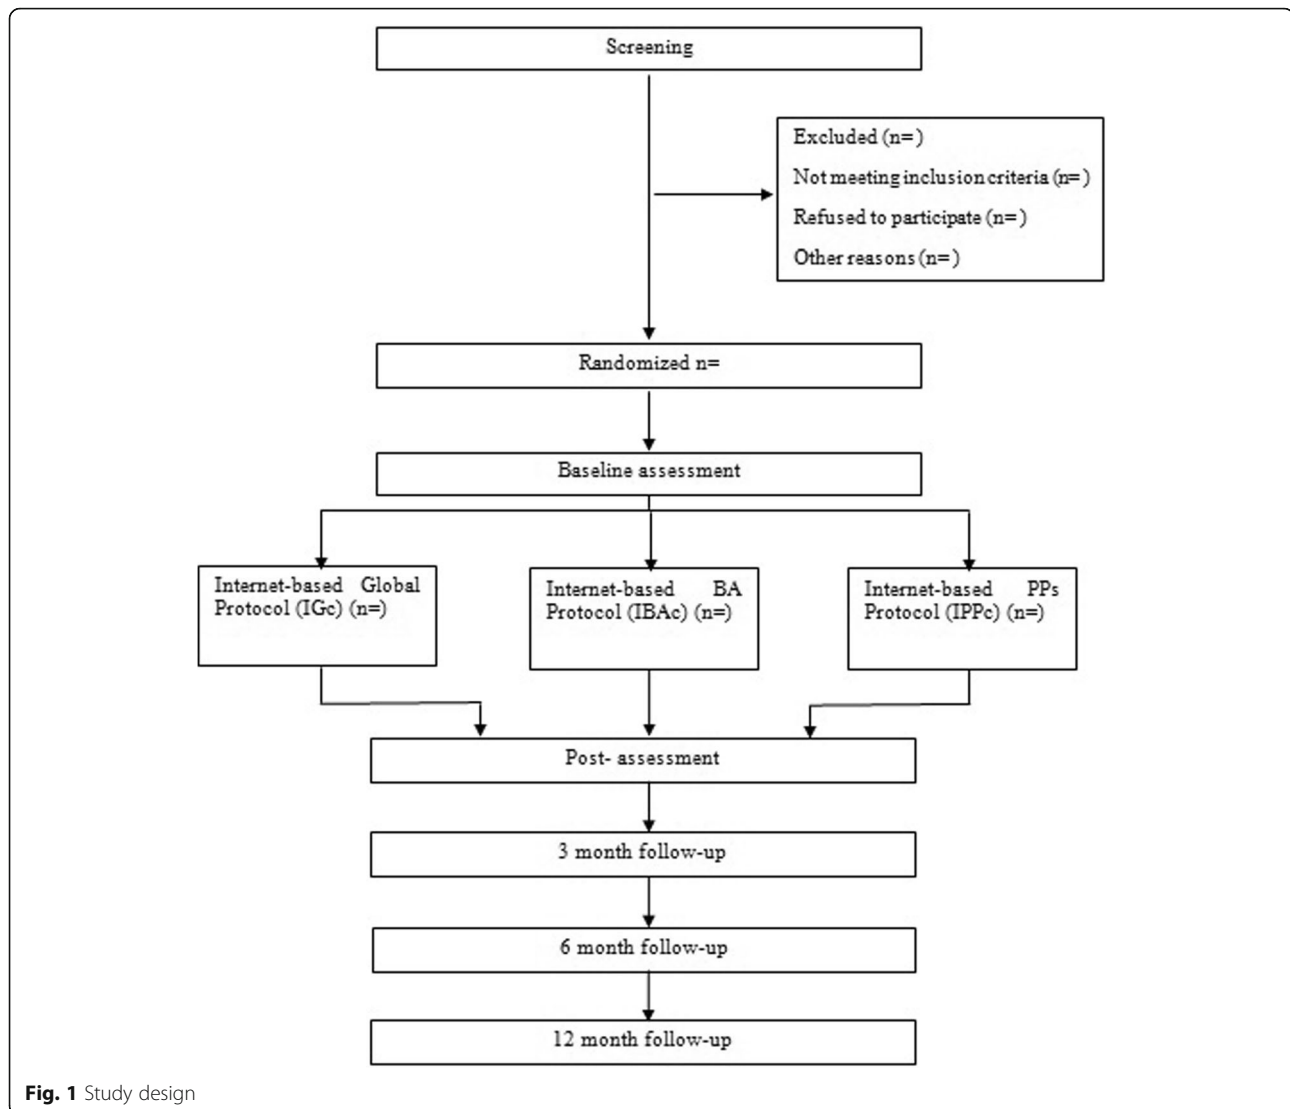 Screening
Excluded (n= )
Not meeting inclusion criteria (n= )
Refused to participate (n= )
Other reasons (n= )
Randomized n=
Baseline assessment
Internet-based Global
Protocol (IGc) (n=)
Internet-based BA
Protocol (IBAc) (n=)
Internet-based PPs
Protocol (IPPc) (n=)
Post- assessment
3 month follow-up
6 month follow-up
12 month follow-up
Fig. 1 Study design